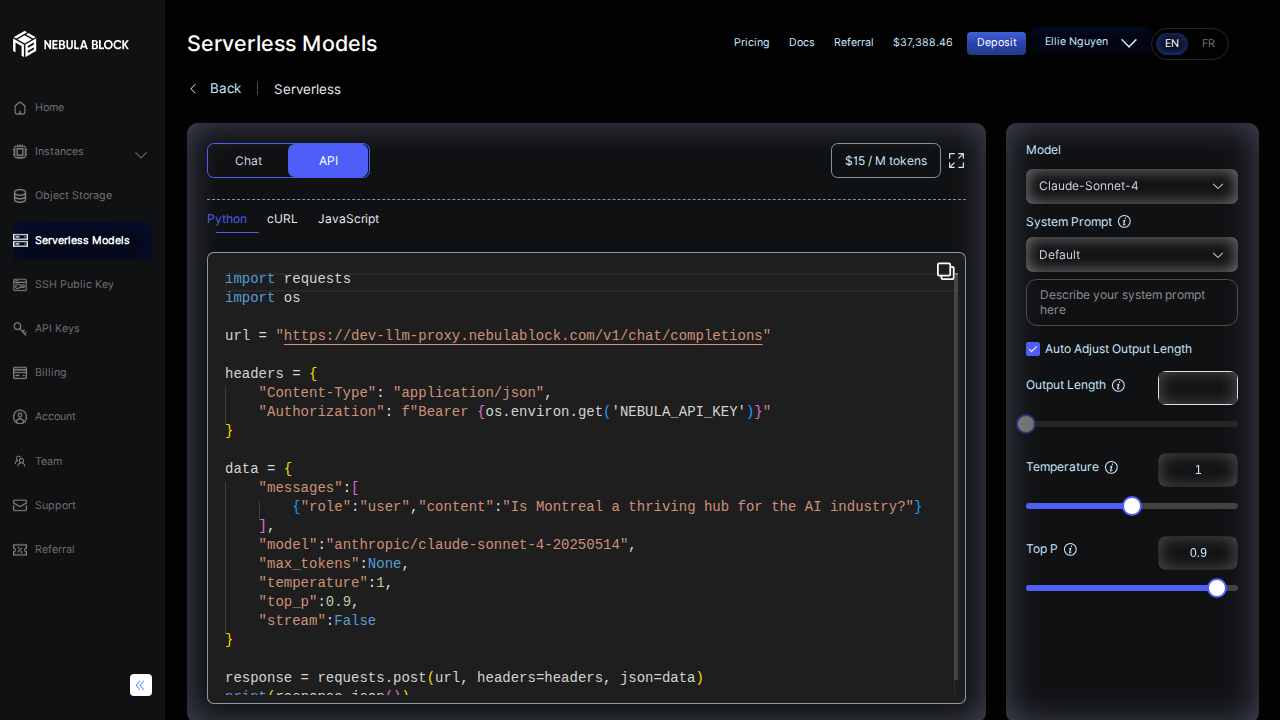 NEBULA BLOCK
Home
Instances
Object Storage
Serverless Models
SSH Public Key
API Keys
Billing
Account
Team
Support
Referral
Serverless Models
Pricing Docs Referral $37,388.46 Deposit Ellie Nguyen EN FR
Back Serverless
Chat API $15 / M tokens
Python cURL JavaScript
import requests
import os
url = "https://dev-llm-proxy.nebulablock.com/v1/chat/completions"
headers = {
    "Content-Type": "application/json",
    "Authorization": f"Bearer {os.environ.get('NEBULA_API_KEY')}"
}
data = {
    "messages":[
        {"role":"user","content":"Is Montreal a thriving hub for the AI industry?"}
    ],
    "model":"anthropic/claude-sonnet-4-20250514",
    "max_tokens":None,
    "temperature":1,
    "top_p":0.9,
    "stream":False
}
response = requests.post(url, headers=headers, json=data)
print(response.json())
Model
Claude-Sonnet-4
System Prompt
Default
Describe your system prompt
here
Auto Adjust Output Length
Output Length
Temperature 1
Top P 0.9